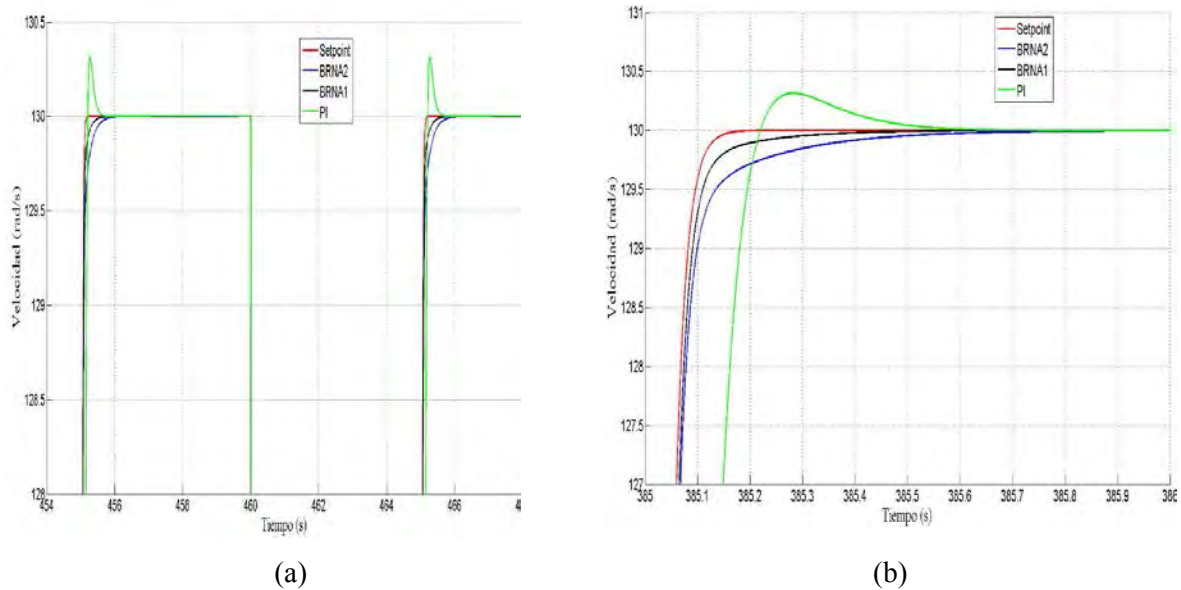 130.5
130
129.5
129
128.5
128
454
456
458
460
462
464
466
Velocidad (rad/s)
Tiempo (s)
Setpoint
BRNA2
BRNA1
PI
(a)
131
130.5
130
129.5
129
128.5
128
127.5
127
385
385.1
385.2
385.3
385.4
385.5
385.6
385.7
385.8
385.9
Velocidad (rad/s)
Tiempo (s)
Setpoint
BRNA2
BRNA1
PI
(b)